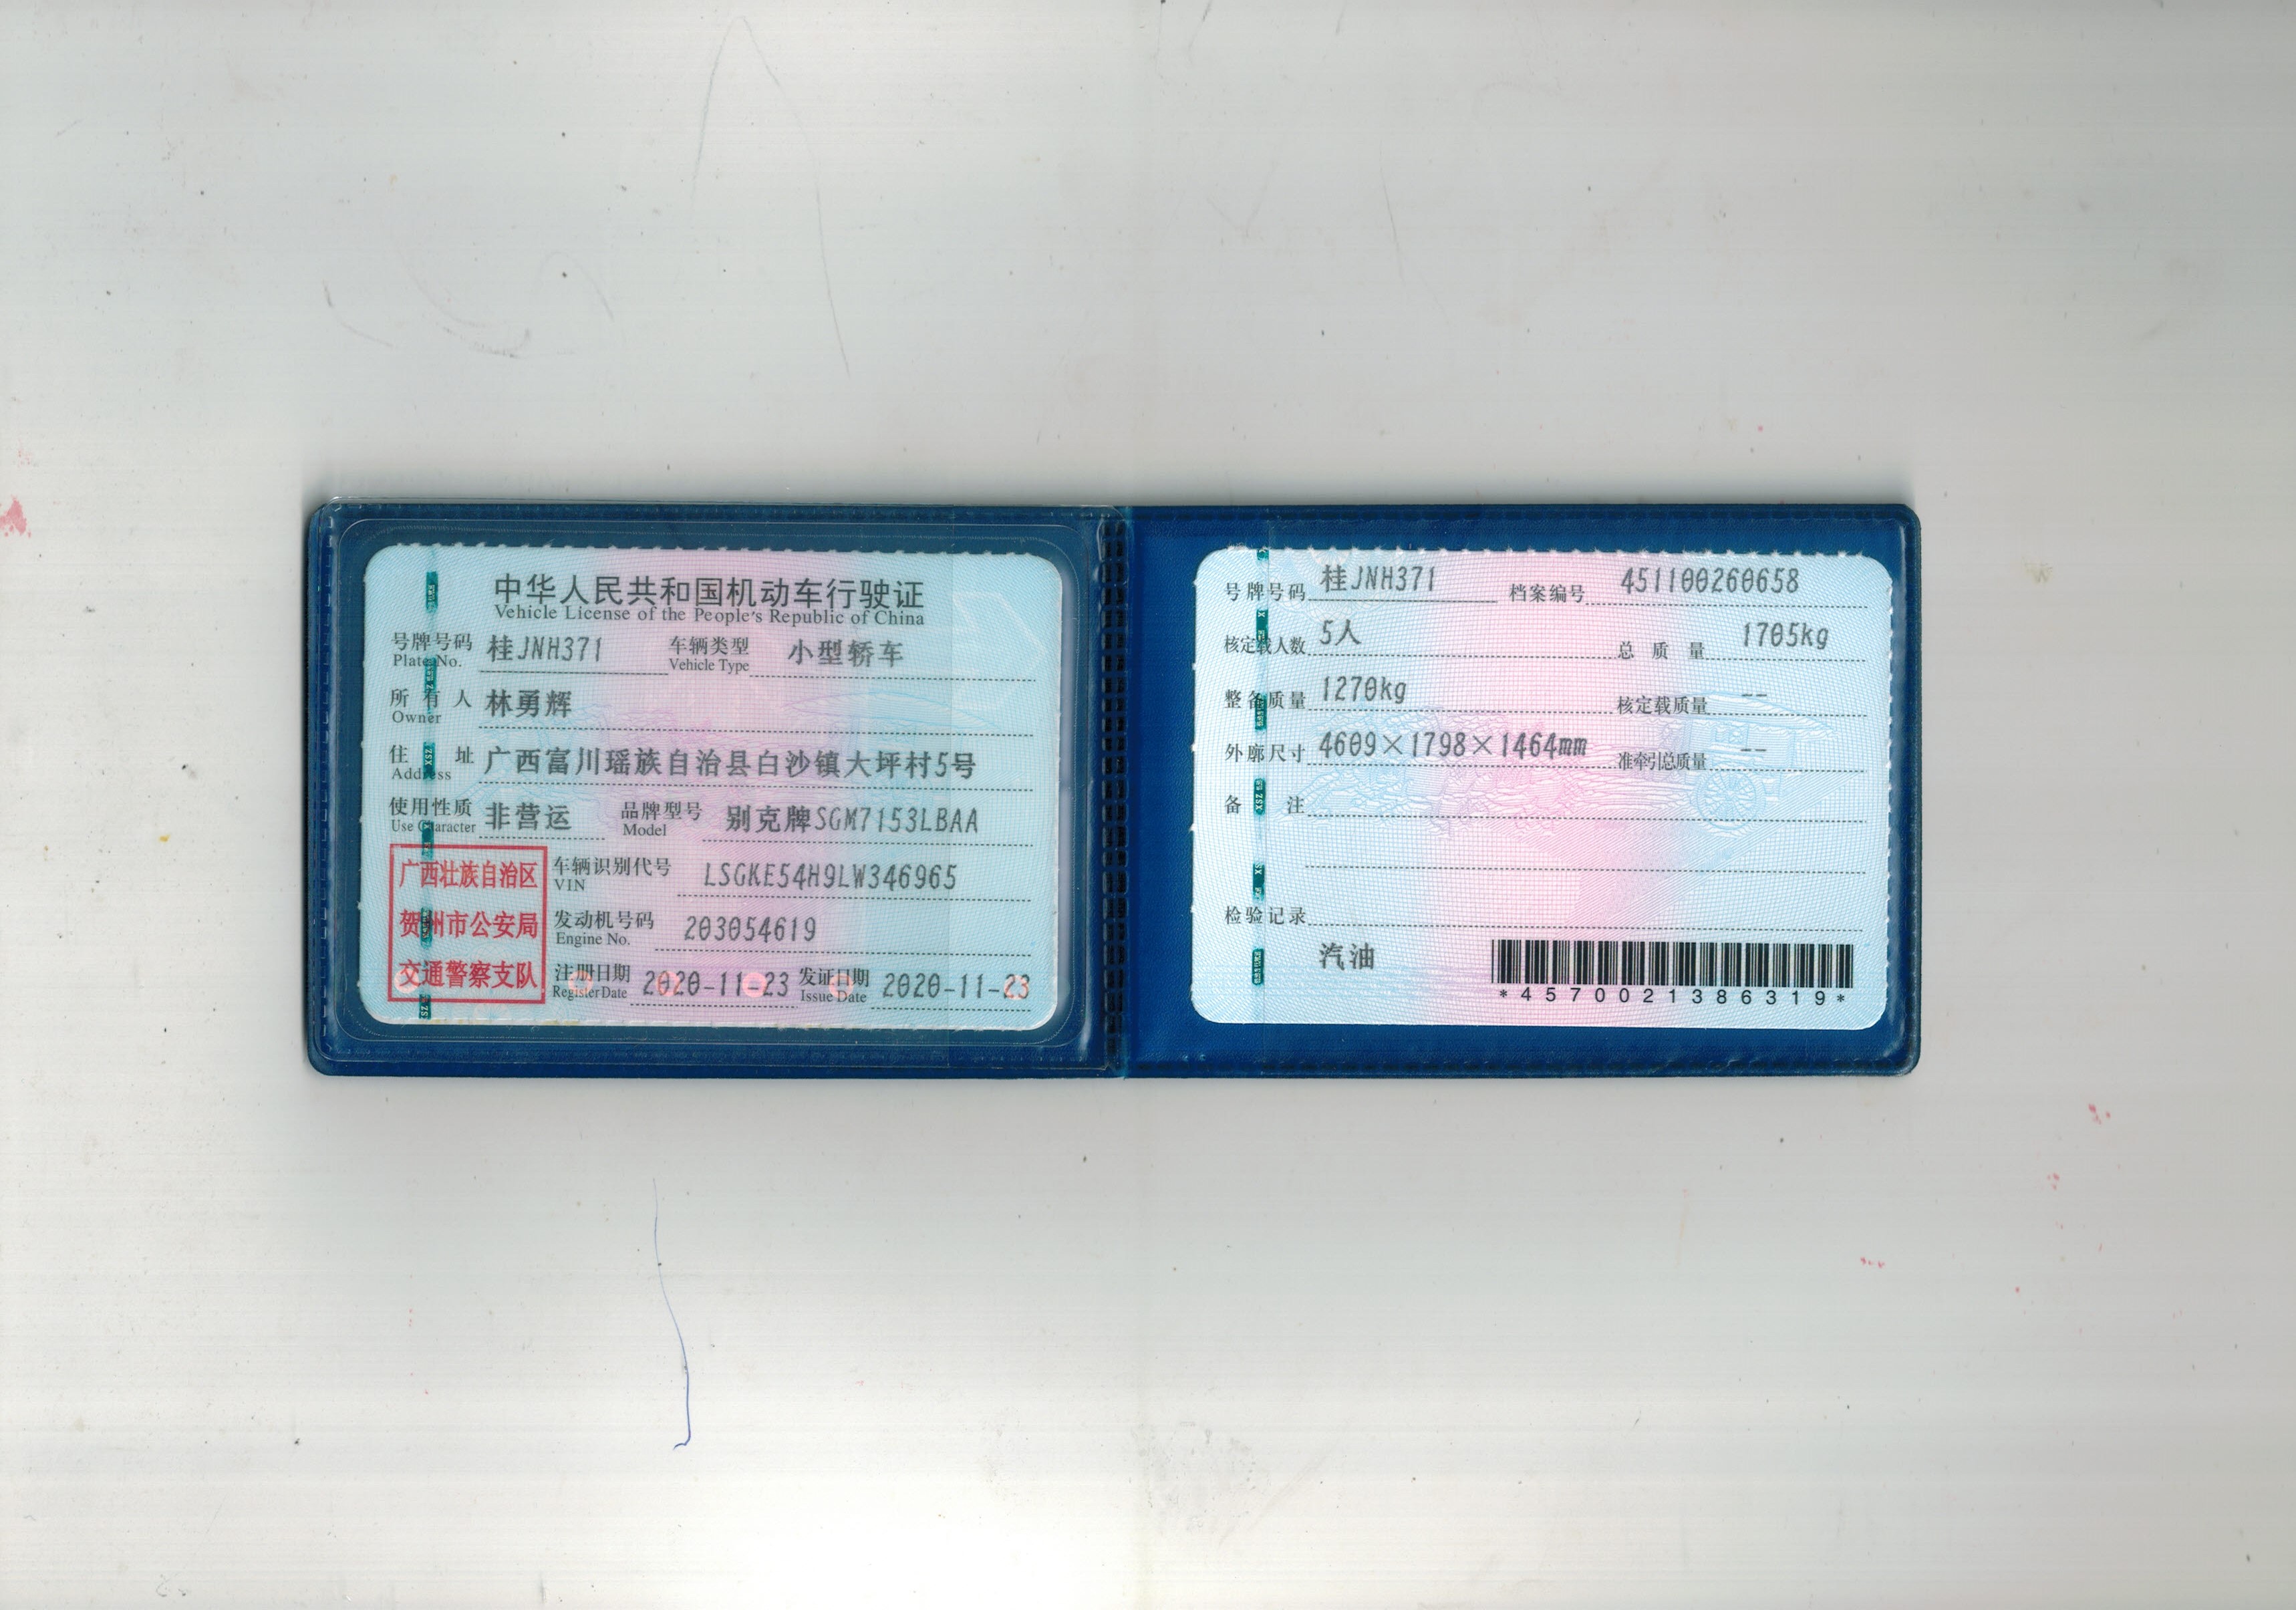 中华人民共和国机动车行驶证
Vehicle License of the People's Republic of China
号牌号码 桂JNH371 车辆类型 小型轿车
Plate No. Vehicle Type
所有人 林勇辉
Owner
住址 广西富川瑶族自治县白沙镇大坪村5号
Address
使用性质 非营运 品牌型号 别克牌SGM7153LBAA
Use Character Model
广西壮族自治区
贺州市公安局
交通警察支队
车辆识别代号 LSGKE54H9LW346965
VIN
发动机号码 203054619
Engine No.
注册日期 2020-11-23 发证日期 2020-11-23
Register Date Issue Date
号牌号码 桂JNH371 档案编号 451100260658
核定载人数 5人 总质量 1705kg
整备质量 1270kg 核定载质量 --
外廓尺寸 4609×1798×1464mm 准牵引总质量 --
备注
检验记录
汽油
*4570021386319*